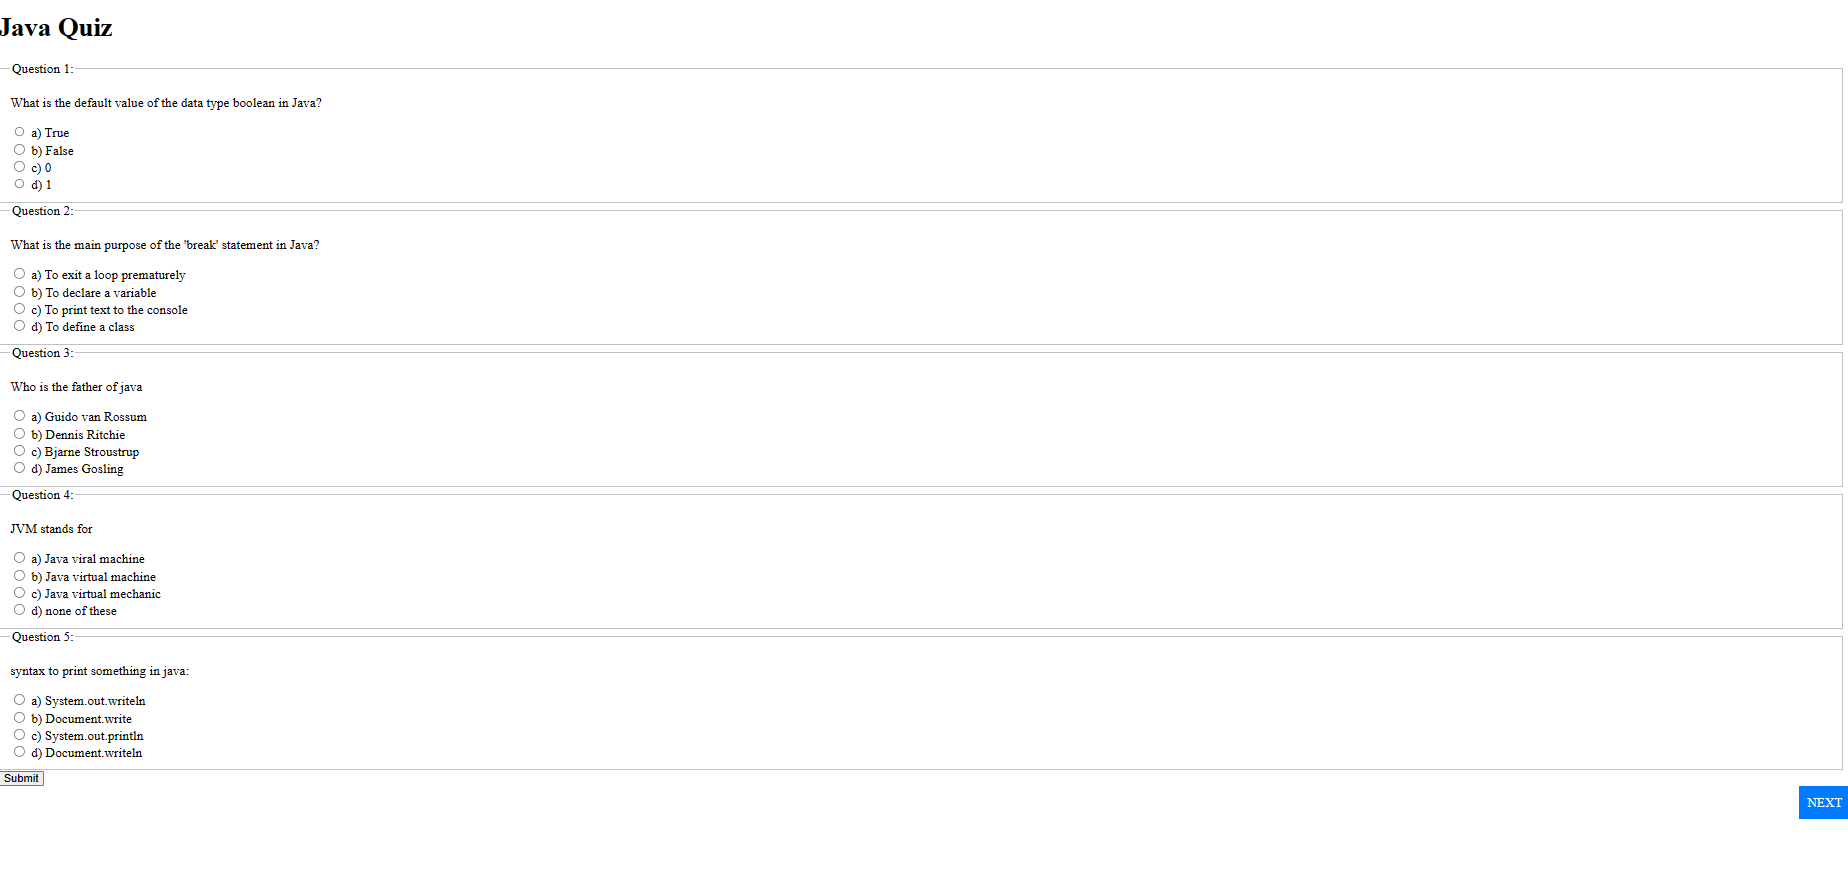 Java Quiz
Question 1:
What is the default value of the data type boolean in Java?
a) True
b) False
c) 0
d) 1
Question 2:
What is the main purpose of the 'break' statement in Java?
a) To exit a loop prematurely
b) To declare a variable
c) To print text to the console
d) To define a class
Question 3:
Who is the father of java
a) Guido van Rossum
b) Dennis Ritchie
c) Bjarne Stroustrup
d) James Gosling
Question 4:
JVM stands for
a) Java viral machine
b) Java virtual machine
c) Java virtual mechanic
d) none of these
Question 5:
syntax to print something in java:
a) System.out.writeln
b) Document.write
c) System.out.println
d) Document.writeln
Submit
NEXT